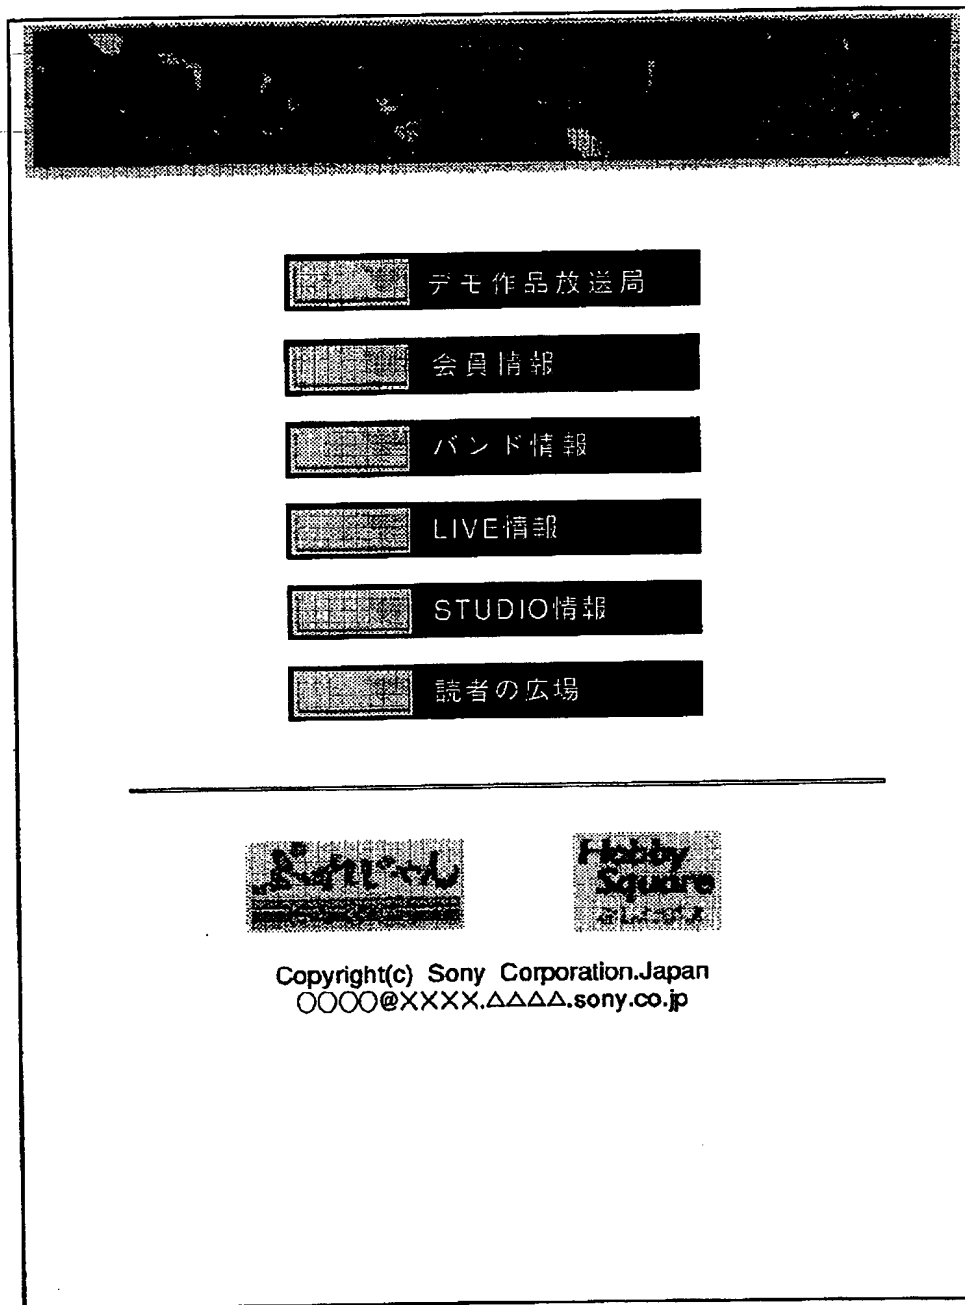 デモ作品放送局
会員情報
バンド情報
LIVE情報
STUDIO情報
読者の広場
Hobby
Square
Copyright(c) Sony Corporation.Japan
○○○○@XXXX.△△△△.sony.co.jp